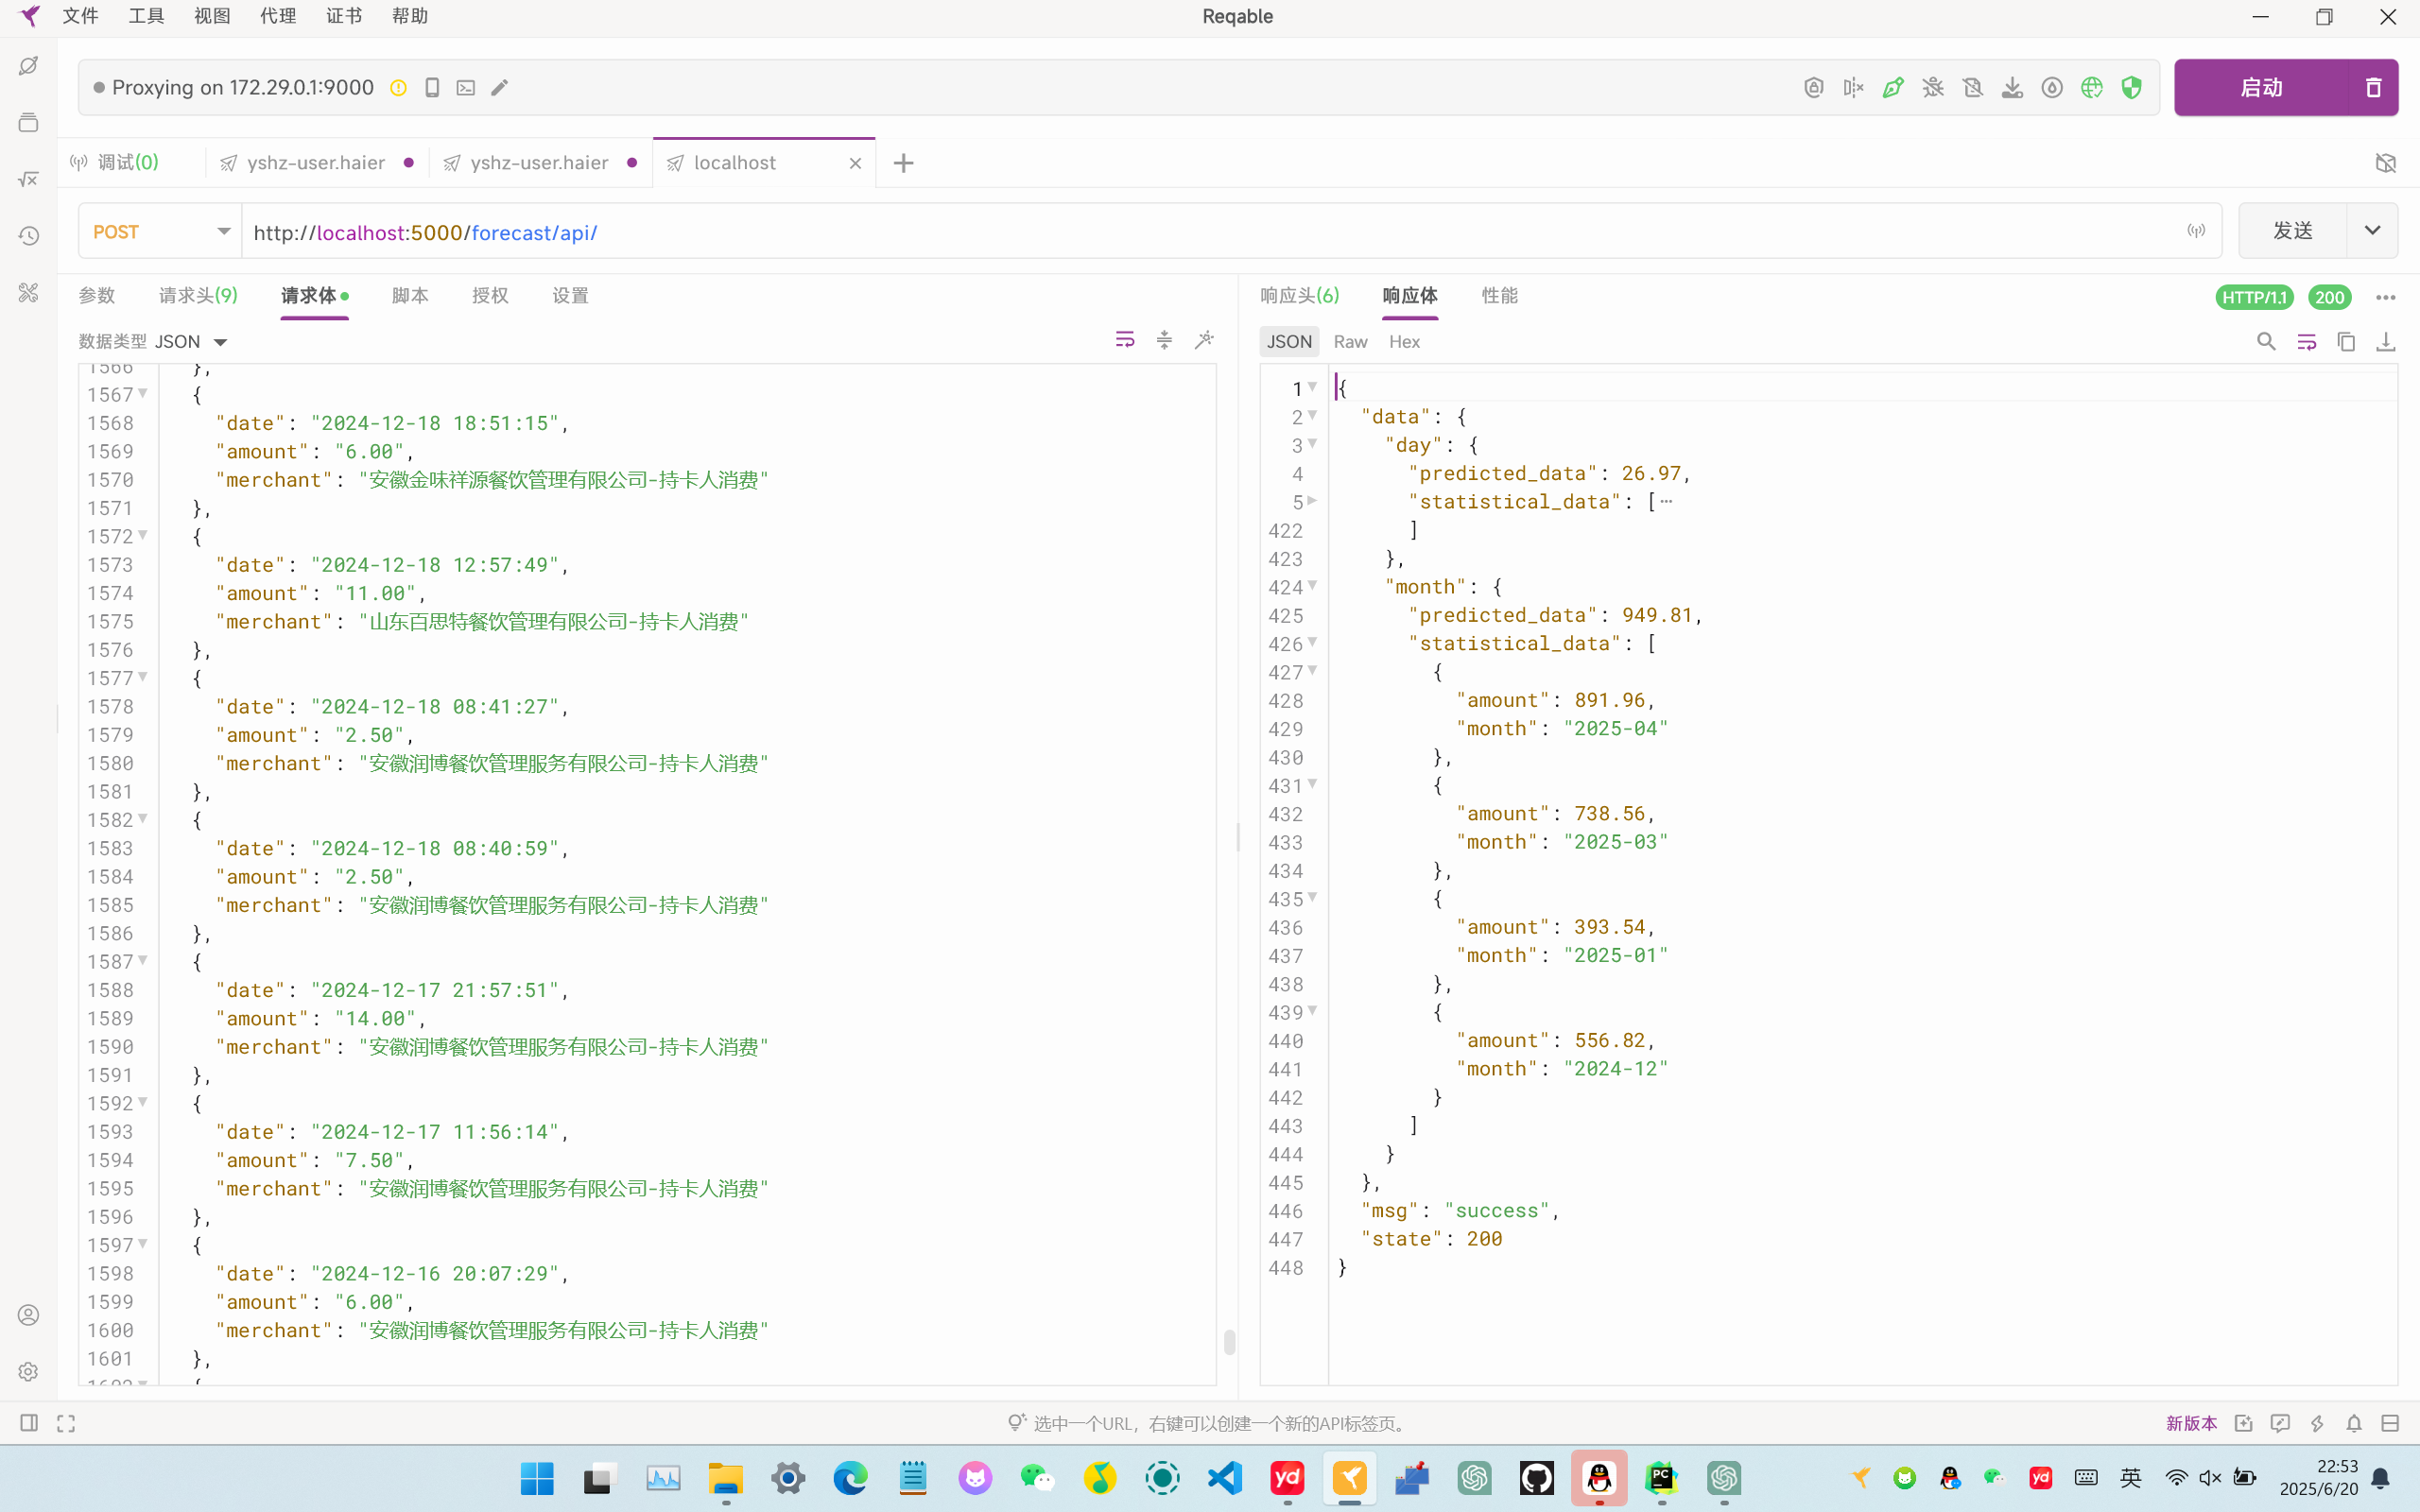 文件 工具 视图 代理 证书 帮助
Reqable
Proxying on 172.29.0.1:9000
启动
调试(0)
yshz-user.haier
yshz-user.haier
localhost
POST
http://localhost:5000/forecast/api/
发送
参数 请求头(9) 请求体 脚本 授权 设置
数据类型 JSON
1566 },
1567 {
1568 "date": "2024-12-18 18:51:15",
1569 "amount": "6.00",
1570 "merchant": "安徽金味祥源餐饮管理有限公司-持卡人消费"
1571 },
1572 {
1573 "date": "2024-12-18 12:57:49",
1574 "amount": "11.00",
1575 "merchant": "山东百思特餐饮管理有限公司-持卡人消费"
1576 },
1577 {
1578 "date": "2024-12-18 08:41:27",
1579 "amount": "2.50",
1580 "merchant": "安徽润博餐饮管理服务有限公司-持卡人消费"
1581 },
1582 {
1583 "date": "2024-12-18 08:40:59",
1584 "amount": "2.50",
1585 "merchant": "安徽润博餐饮管理服务有限公司-持卡人消费"
1586 },
1587 {
1588 "date": "2024-12-17 21:57:51",
1589 "amount": "14.00",
1590 "merchant": "安徽润博餐饮管理服务有限公司-持卡人消费"
1591 },
1592 {
1593 "date": "2024-12-17 11:56:14",
1594 "amount": "7.50",
1595 "merchant": "安徽润博餐饮管理服务有限公司-持卡人消费"
1596 },
1597 {
1598 "date": "2024-12-16 20:07:29",
1599 "amount": "6.00",
1600 "merchant": "安徽润博餐饮管理服务有限公司-持卡人消费"
1601 },
1602 {
响应头(6) 响应体 性能
HTTP/1.1 200
JSON Raw Hex
1 {
2 "data": {
3 "day": {
4 "predicted_data": 26.97,
5 "statistical_data": [⋯
422 ]
423 },
424 "month": {
425 "predicted_data": 949.81,
426 "statistical_data": [
427 {
428 "amount": 891.96,
429 "month": "2025-04"
430 },
431 {
432 "amount": 738.56,
433 "month": "2025-03"
434 },
435 {
436 "amount": 393.54,
437 "month": "2025-01"
438 },
439 {
440 "amount": 556.82,
441 "month": "2024-12"
442 }
443 ]
444 }
445 },
446 "msg": "success",
447 "state": 200
448 }
选中一个URL，右键可以创建一个新的API标签页。
新版本
yd
PC
yd
英
22:53
2025/6/20